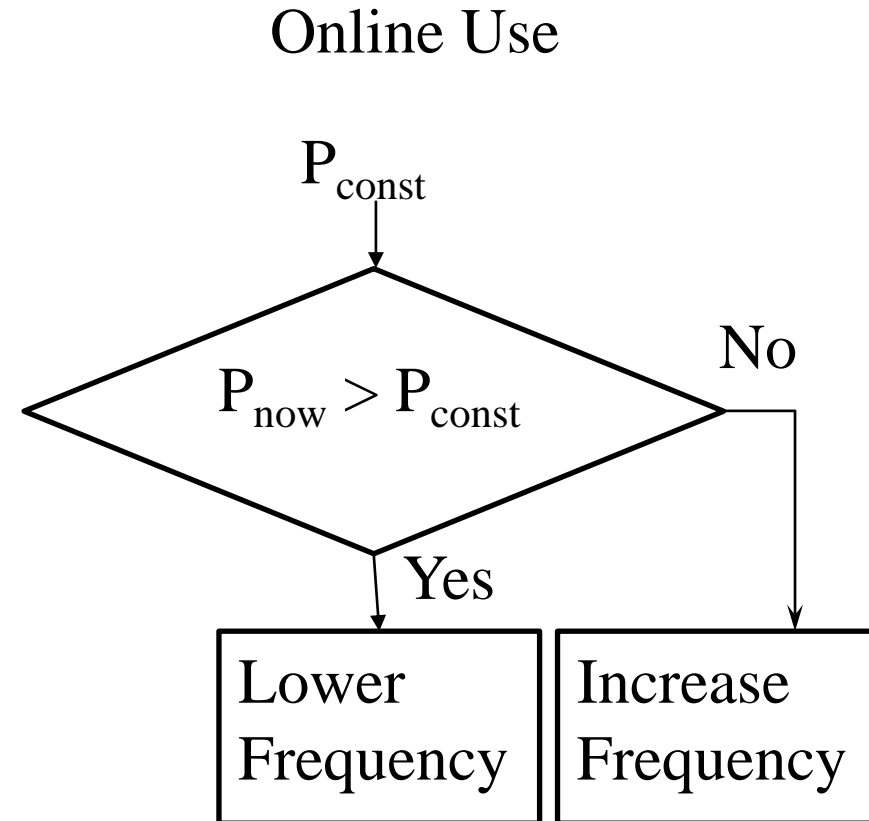 Online Use
P_const
P_now > P_const
No
Yes
Lower
Frequency
Increase
Frequency